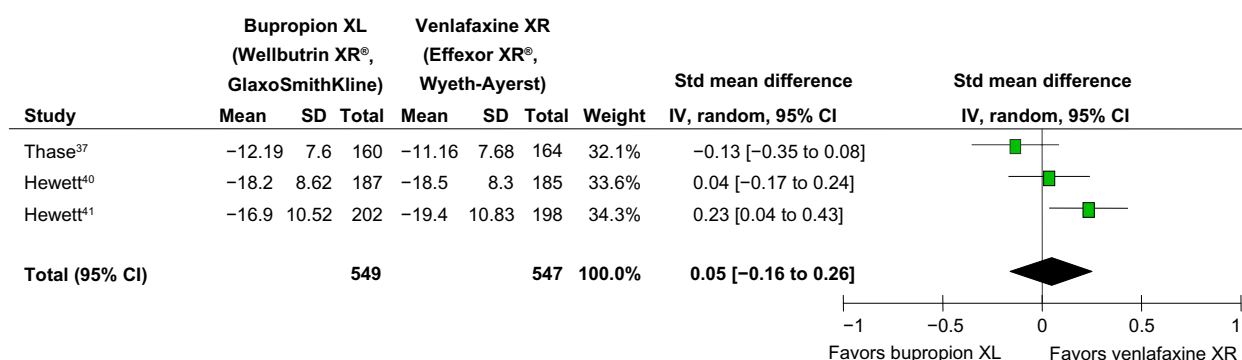 Bupropion XL Venlafaxine XR
(Wellbutrin XR®, (Effexor XR®,
GlaxoSmithKline) Wyeth-Ayerst) Std mean difference Std mean difference
Study Mean SD Total Mean SD Total Weight IV, random, 95% CI IV, random, 95% CI
Thase³⁷ −12.19 7.6 160 −11.16 7.68 164 32.1% −0.13 [−0.35 to 0.08]
Hewett⁴⁰ −18.2 8.62 187 −18.5 8.3 185 33.6% 0.04 [−0.17 to 0.24]
Hewett⁴¹ −16.9 10.52 202 −19.4 10.83 198 34.3% 0.23 [0.04 to 0.43]
Total (95% CI) 549 547 100.0% 0.05 [−0.16 to 0.26]
−1 −0.5 0 0.5 1
Favors bupropion XL Favors venlafaxine XR